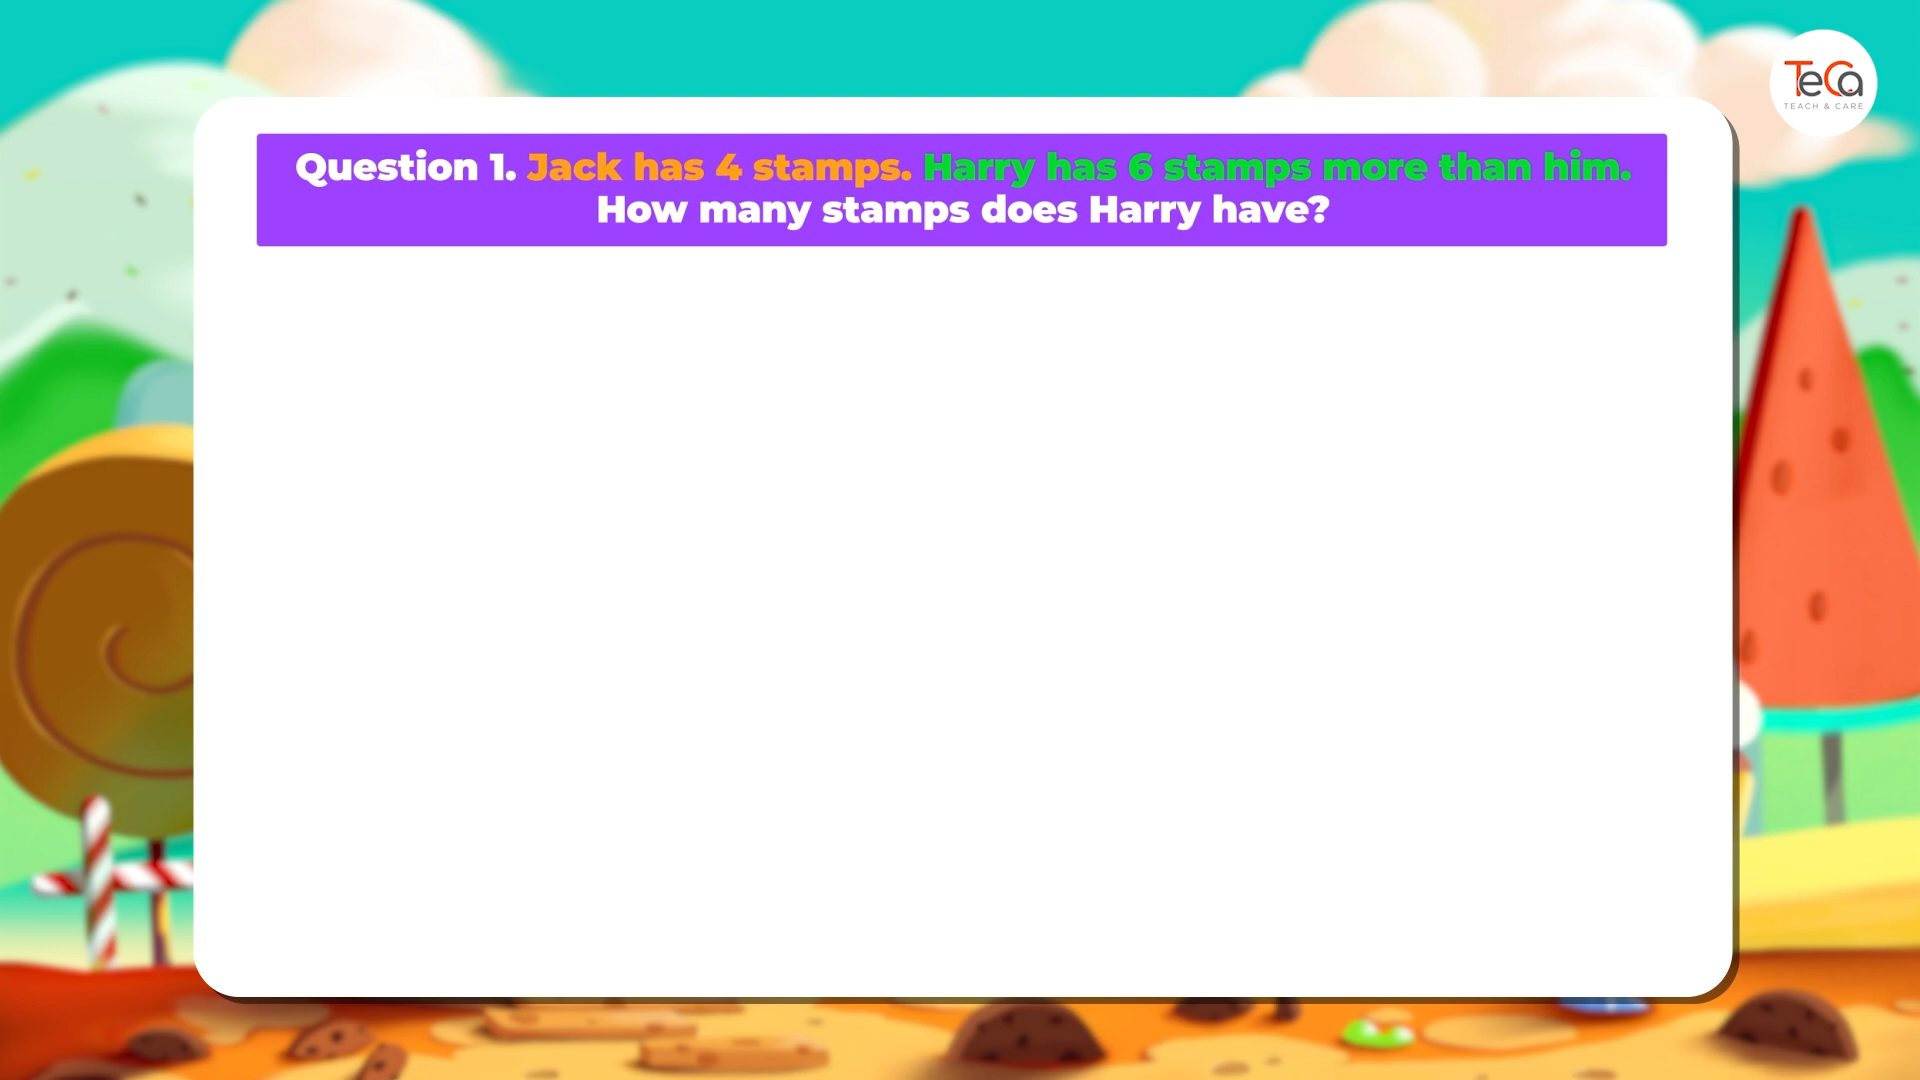 TeCa
TEACH & CARE
Question 1. Jack has 4 stamps. Harry has 6 stamps more than him.
How many stamps does Harry have?